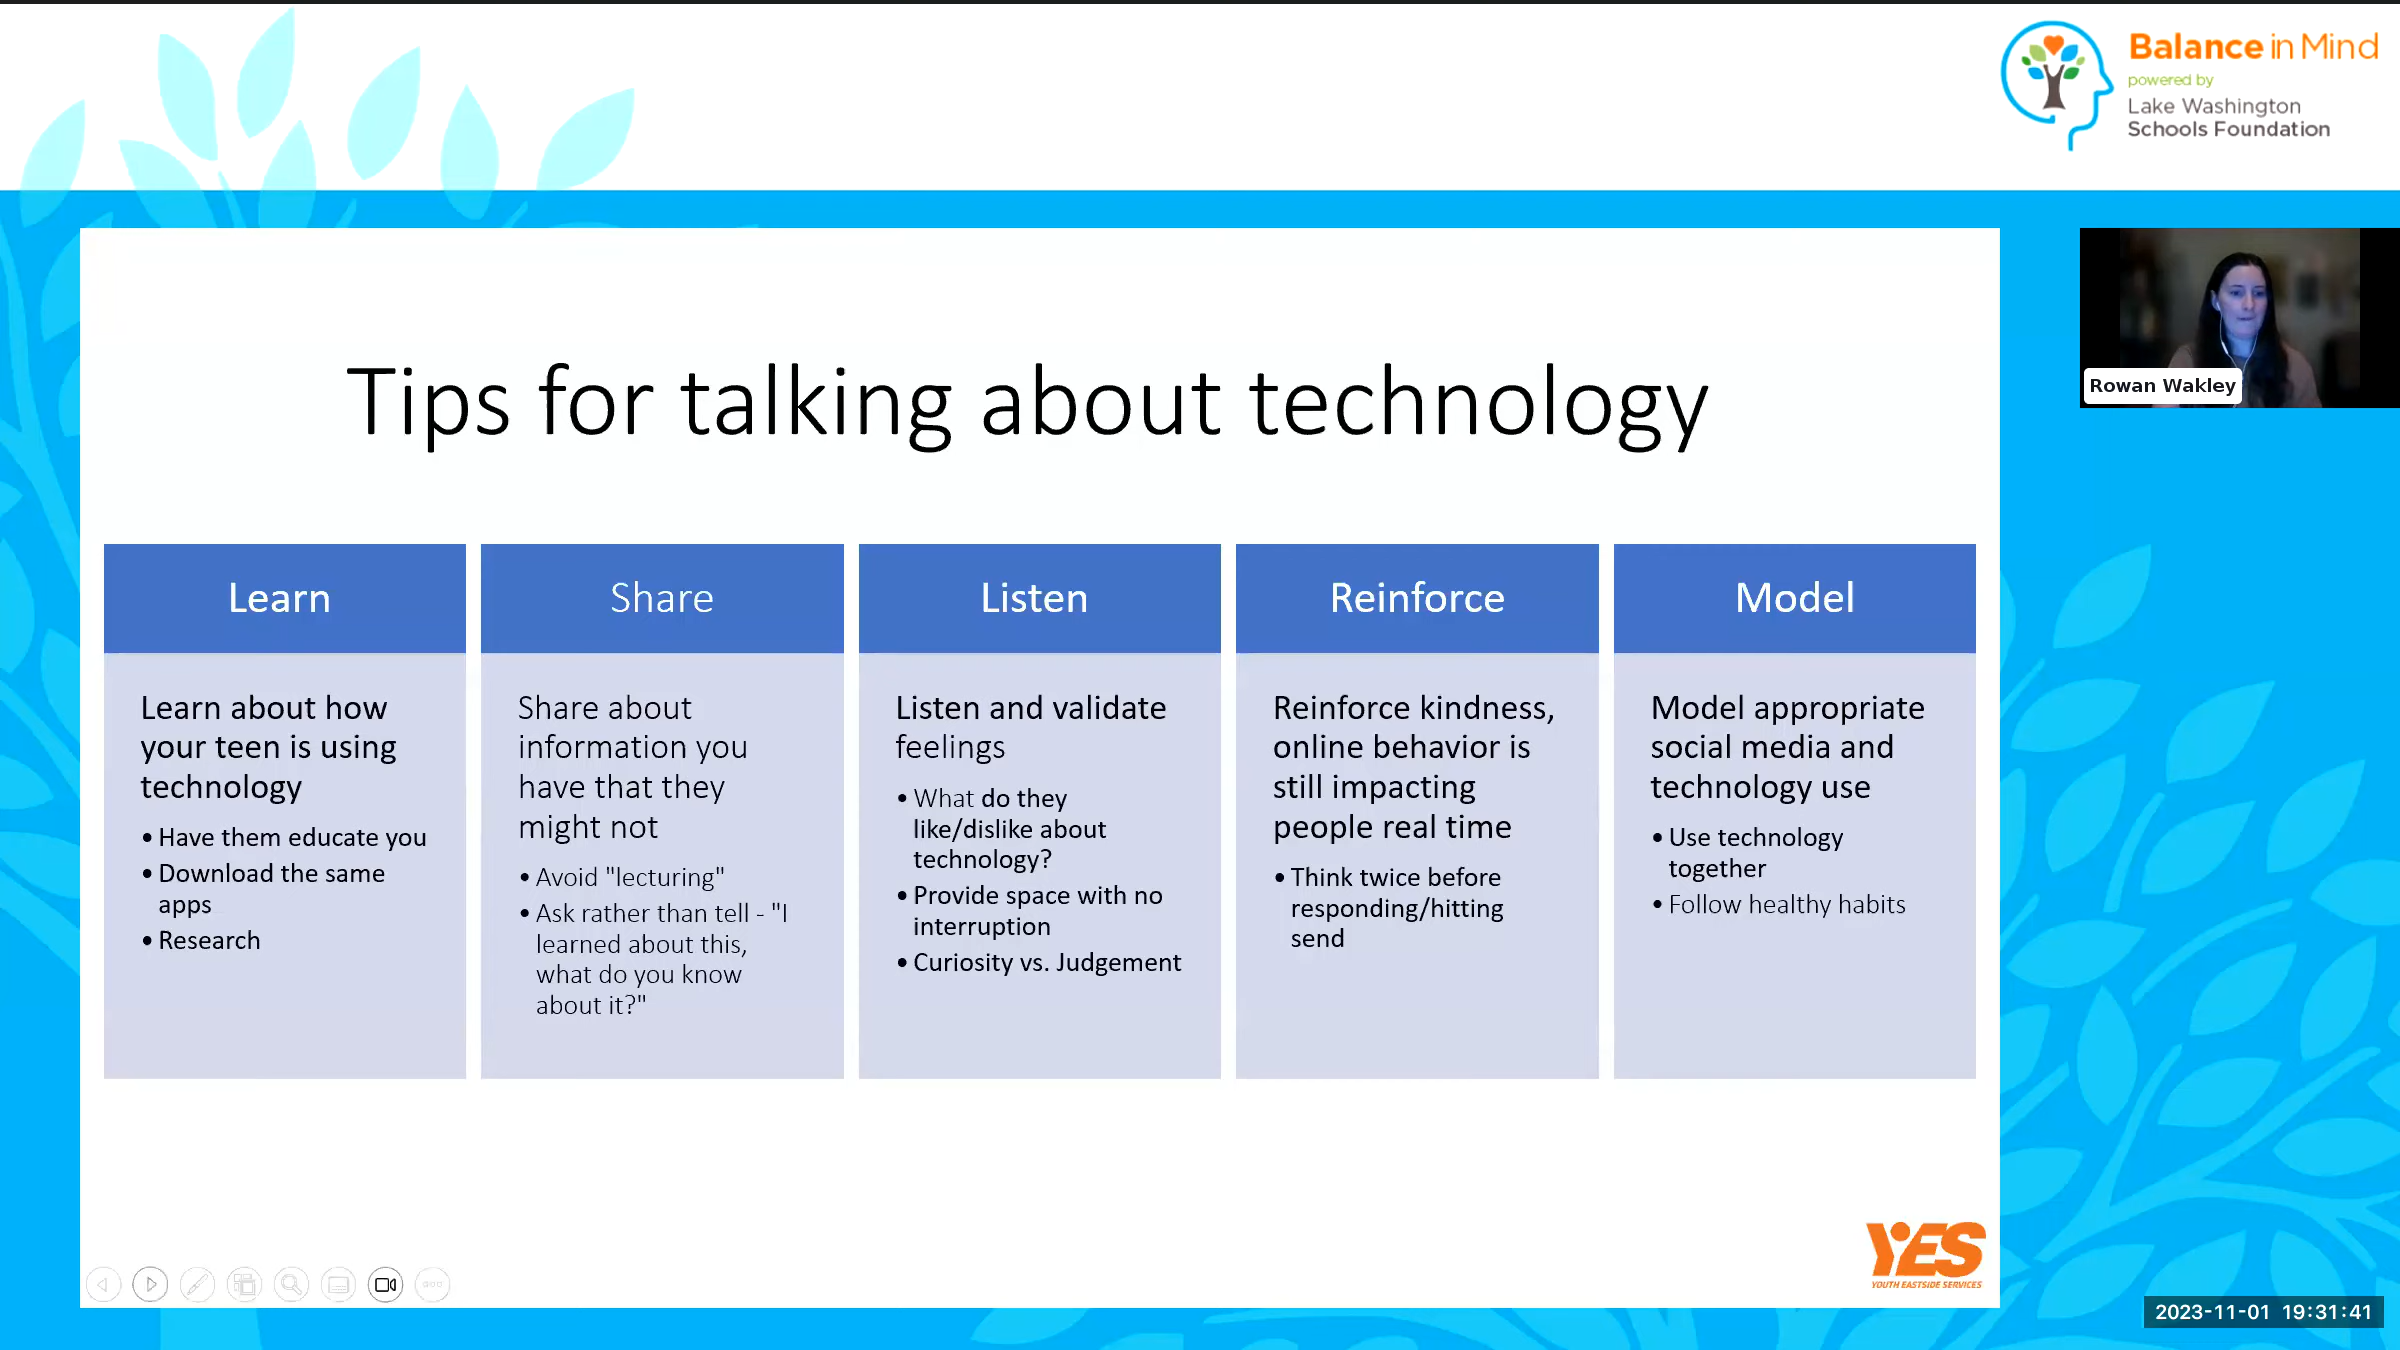 Balance in Mind
powered by
Lake Washington
Schools Foundation
Rowan Wakley
Tips for talking about technology
Learn
Learn about how
your teen is using
technology
• Have them educate you
• Download the same
apps
• Research
Share
Share about
information you
have that they
might not
• Avoid "lecturing"
• Ask rather than tell - "I
learned about this,
what do you know
about it?"
Listen
Listen and validate
feelings
• What do they
like/dislike about
technology?
• Provide space with no
interruption
• Curiosity vs. Judgement
Reinforce
Reinforce kindness,
online behavior is
still impacting
people real time
• Think twice before
responding/hitting
send
Model
Model appropriate
social media and
technology use
• Use technology
together
• Follow healthy habits
YES
YOUTH EASTSIDE SERVICES
2023-11-01 19:31:41